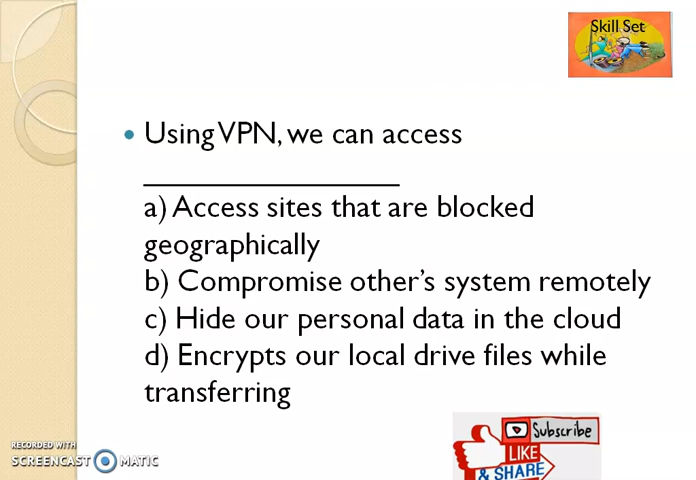 Skill Set
Using VPN, we can access
_________________
a) Access sites that are blocked
geographically
b) Compromise other's system remotely
c) Hide our personal data in the cloud
d) Encrypts our local drive files while
transferring
Subscribe
LIKE
& SHARE
RECORDED WITH
SCREENCAST MATIC